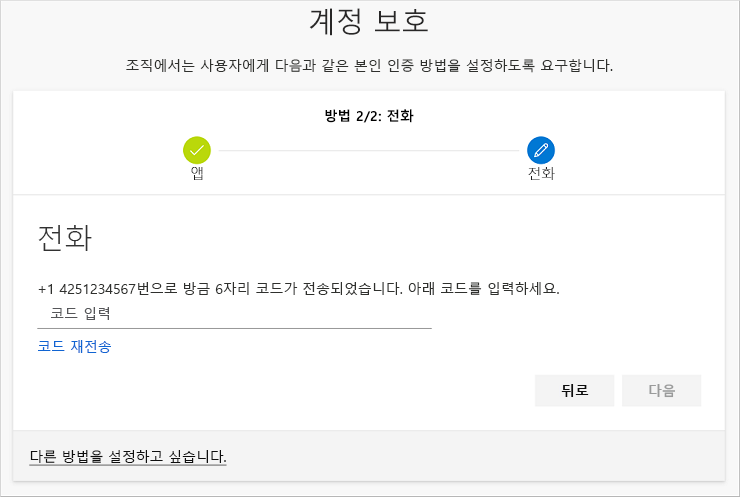 계정 보호
조직에서는 사용자에게 다음과 같은 본인 인증 방법을 설정하도록 요구합니다.
방법 2/2: 전화
앱
전화
전화
+1 4251234567번으로 방금 6자리 코드가 전송되었습니다. 아래 코드를 입력하세요.
코드 입력
코드 재전송
뒤로
다음
다른 방법을 설정하고 싶습니다.